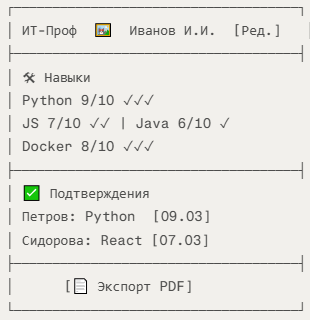 ИТ-Проф 🖼 Иванов И.И. [Ред.]
🛠 Навыки
Python 9/10 ✓✓✓
JS 7/10 ✓✓ | Java 6/10 ✓
Docker 8/10 ✓✓✓
✅ Подтверждения
Петров: Python [09.03]
Сидорова: React [07.03]
[📄 Экспорт PDF]